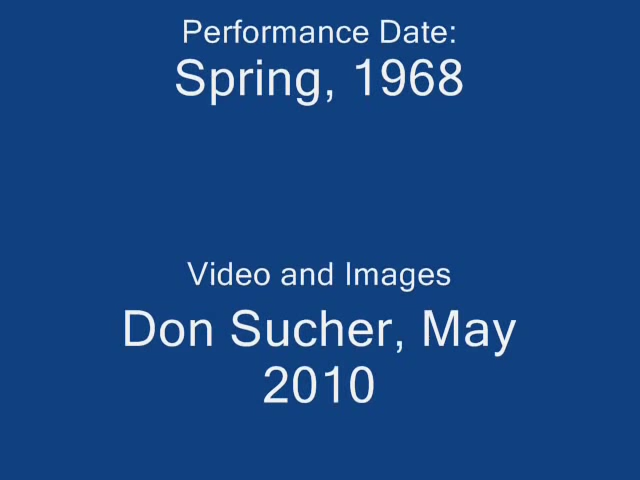 Performance Date:
Spring, 1968
Video and Images
Don Sucher, May
2010